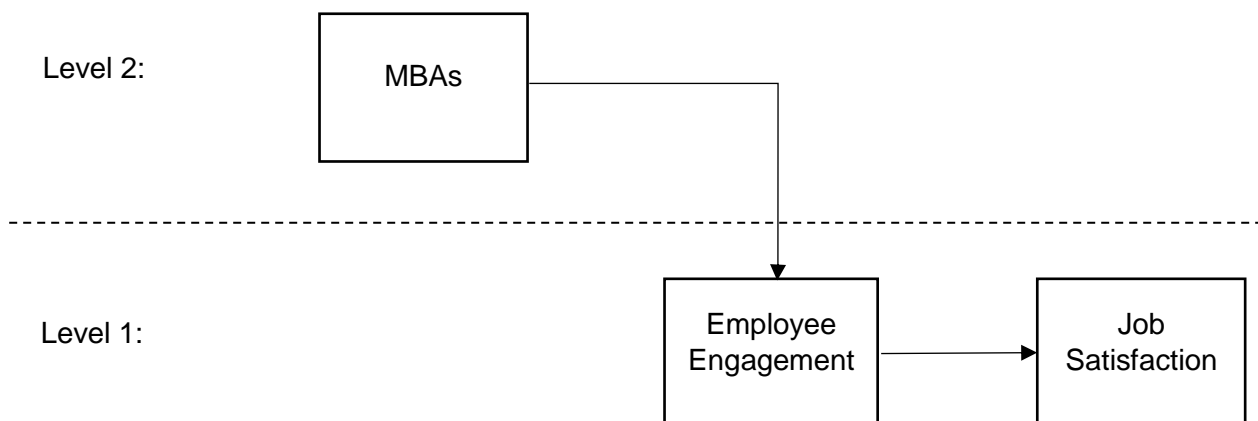 Level 2:
MBAs
Level 1:
Employee
Engagement
Job
Satisfaction